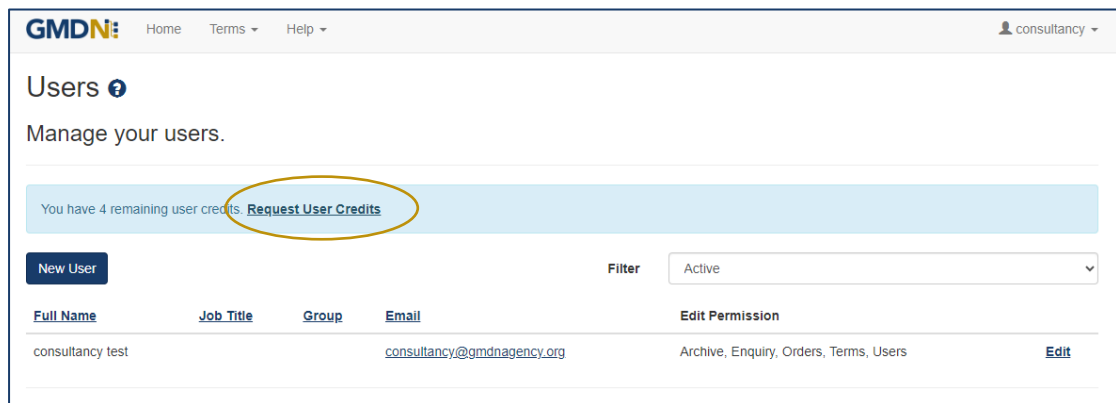 GMDN Home Terms Help consultancy
Users
Manage your users.
You have 4 remaining user credits. Request User Credits
New User Filter Active
Full Name Job Title Group Email Edit Permission
consultancy test consultancy@gmdnagency.org Archive, Enquiry, Orders, Terms, Users Edit